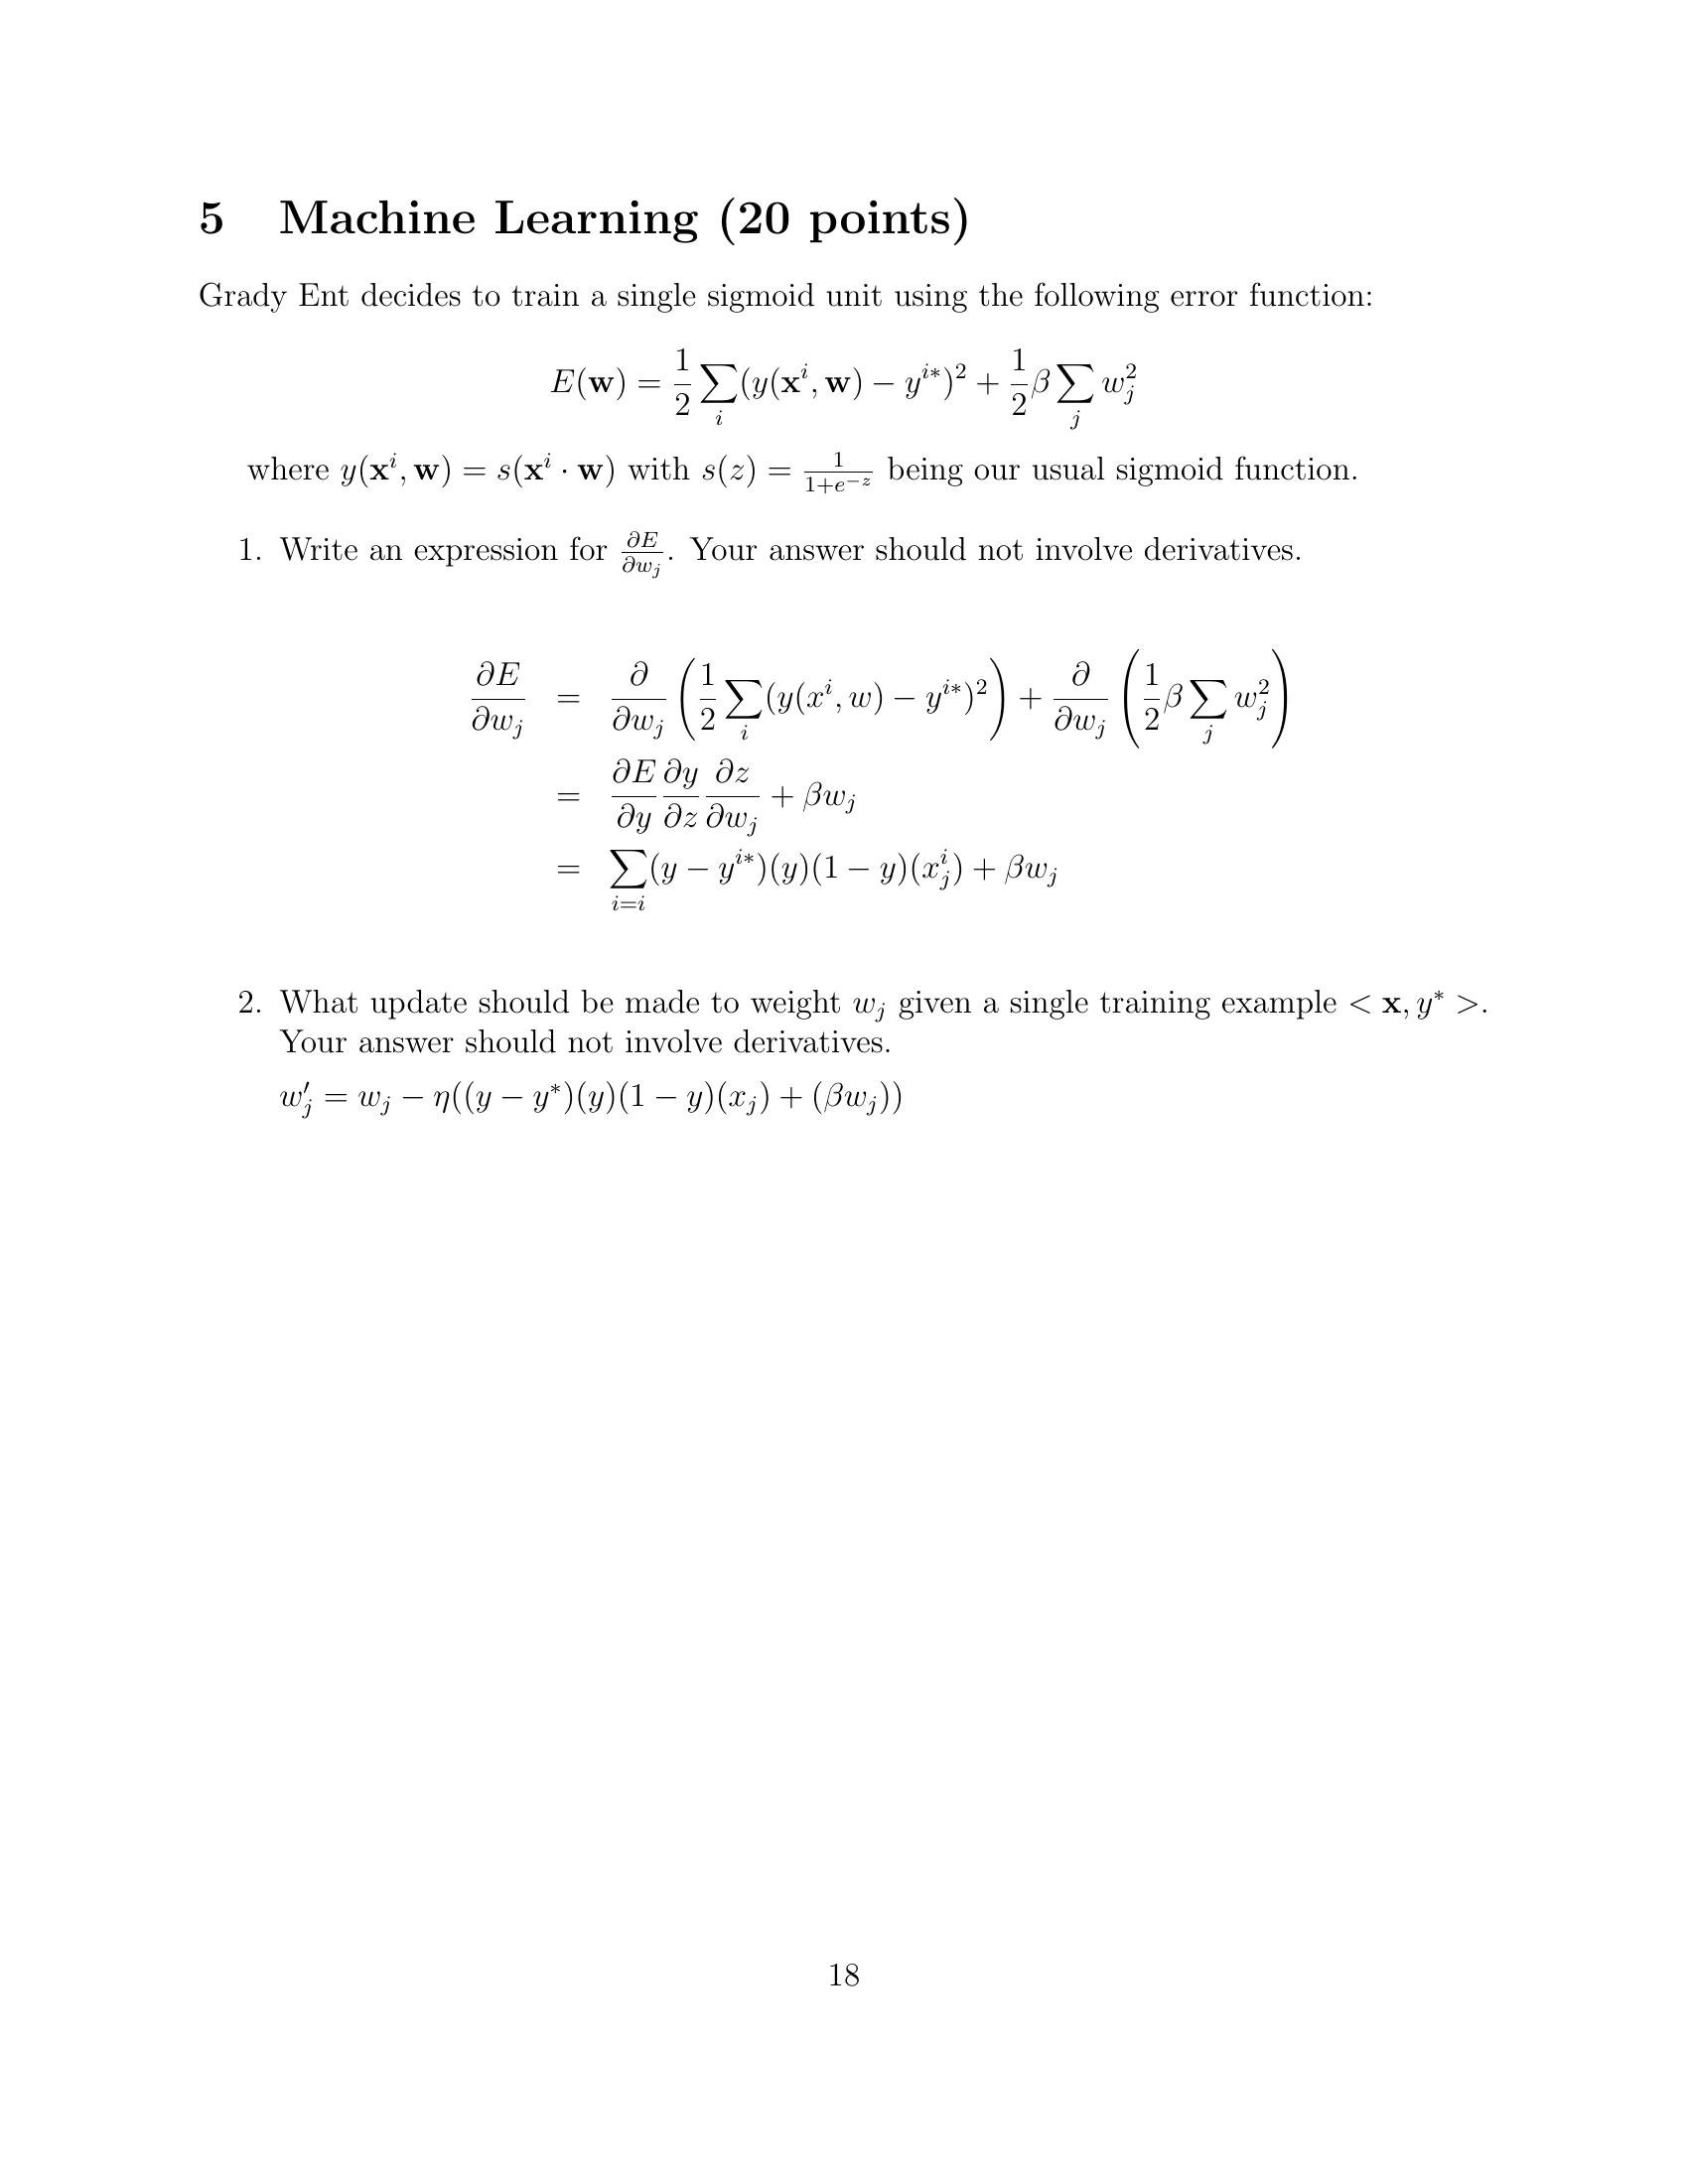 5 Machine Learning (20 points)
Grady Ent decides to train a single sigmoid unit using the following error function:
$E(\mathbf{w}) = \frac{1}{2}\sum_{i}(y(\mathbf{x}^i, \mathbf{w}) - y^{i*})^2 + \frac{1}{2}\beta\sum_{j} w_j^2$
where $y(\mathbf{x}^i, \mathbf{w}) = s(\mathbf{x}^i \cdot \mathbf{w})$ with $s(z) = \frac{1}{1+e^{-z}}$ being our usual sigmoid function.
1. Write an expression for $\frac{\partial E}{\partial w_j}$. Your answer should not involve derivatives.
$\frac{\partial E}{\partial w_j} = \frac{\partial}{\partial w_j}\left(\frac{1}{2}\sum_{i}(y(x^i, w) - y^{i*})^2\right) + \frac{\partial}{\partial w_j}\left(\frac{1}{2}\beta\sum_{j} w_j^2\right)$
$= \frac{\partial E}{\partial y}\frac{\partial y}{\partial z}\frac{\partial z}{\partial w_j} + \beta w_j$
$= \sum_{i=i}(y - y^{i*})(y)(1 - y)(x_j^i) + \beta w_j$
2. What update should be made to weight $w_j$ given a single training example $< \mathbf{x}, y^* >$.
Your answer should not involve derivatives.
$w_j' = w_j - \eta((y - y^*)(y)(1 - y)(x_j) + (\beta w_j))$
18